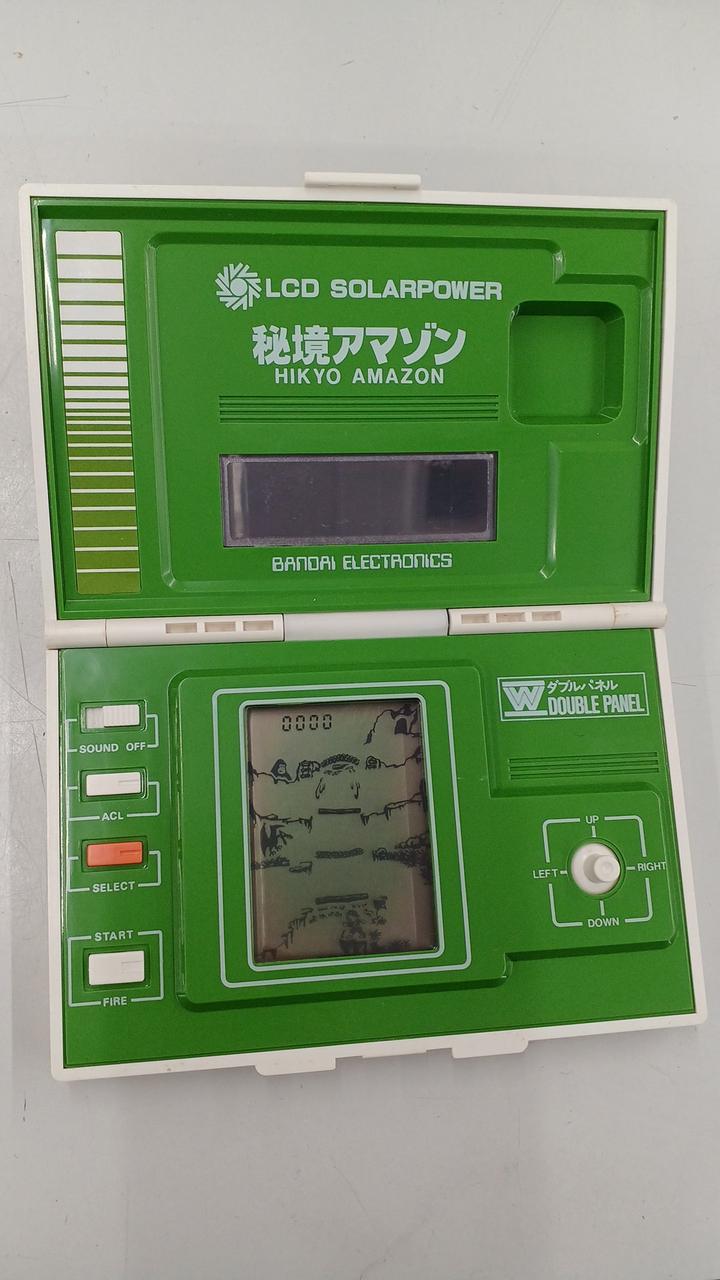 LCD SOLARPOWER
秘境アマゾン
HIKYO AMAZON
BANDAI ELECTRONICS
W ダブルパネル
DOUBLE PANEL
SOUND OFF
0000
ACL
SELECT
START
FIRE
UP
LEFT RIGHT
DOWN